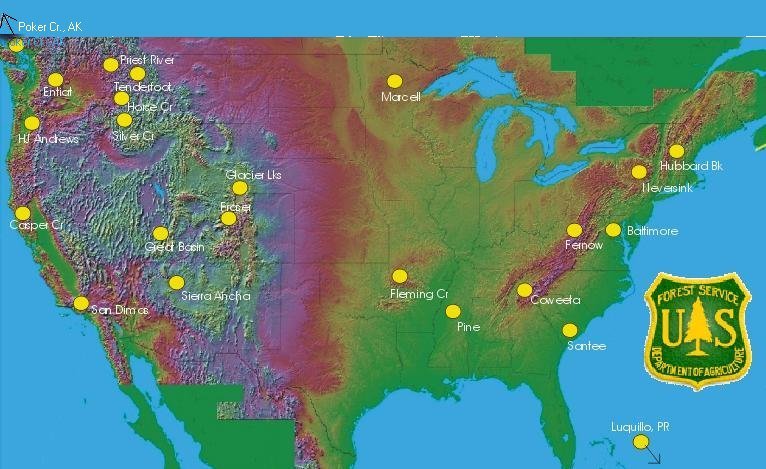 Poker Cr., AK
Priest River
Tenderfoot
Entiat
Horse Cr
Silver Cr
HJ Andrews
Marcell
Hubbard Bk
Neversink
Glacier Lks
Fraser
Casper Cr
Great Basin
Baltimore
Fernow
Sierra Ancha
Fleming Cr
Coweeta
San Dimas
Pine
Santee
FOREST SERVICE
U S
DEPARTMENT OF AGRICULTURE
Luquillo, PR